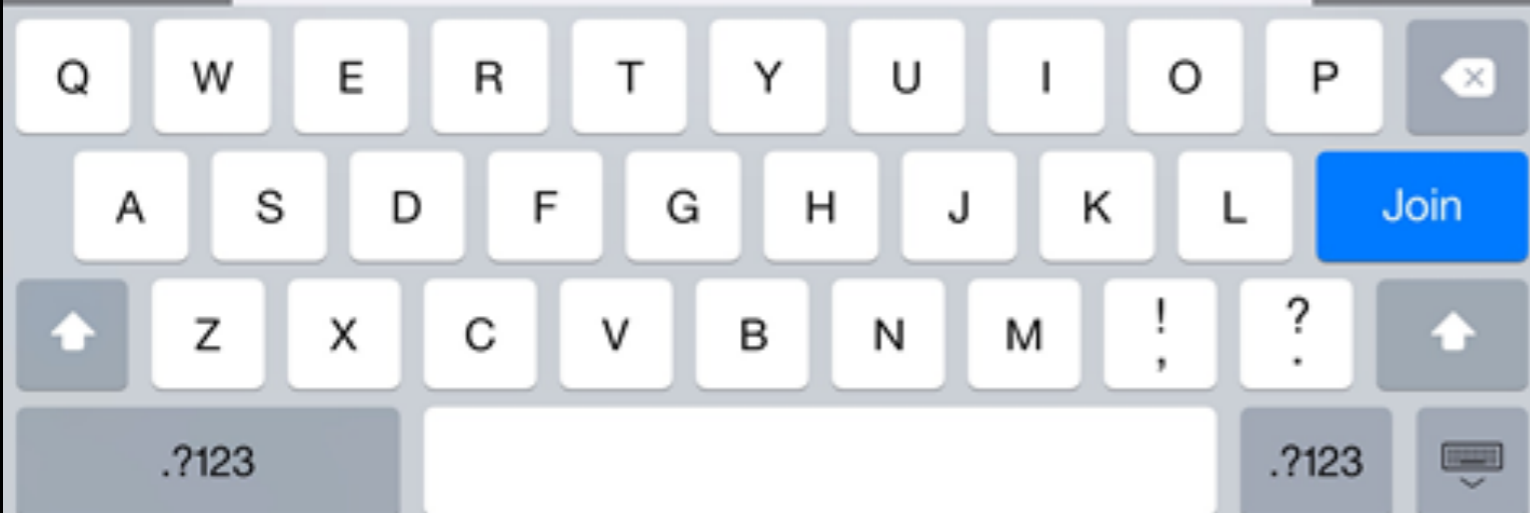 Q W E R T Y U I O P
A S D F G H J K L Join
Z X C V B N M ! , ? .
.?123 .?123